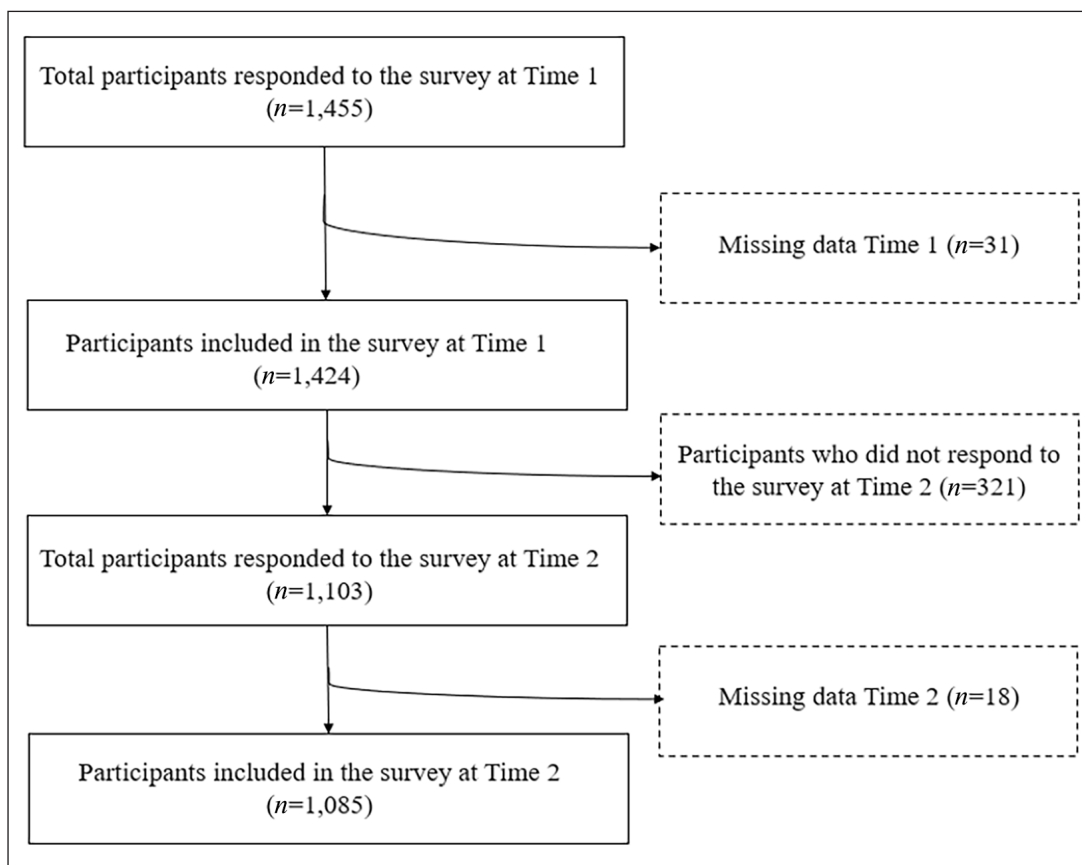 Total participants responded to the survey at Time 1
(n=1,455)
Missing data Time 1 (n=31)
Participants included in the survey at Time 1
(n=1,424)
Participants who did not respond to
the survey at Time 2 (n=321)
Total participants responded to the survey at Time 2
(n=1,103)
Missing data Time 2 (n=18)
Participants included in the survey at Time 2
(n=1,085)